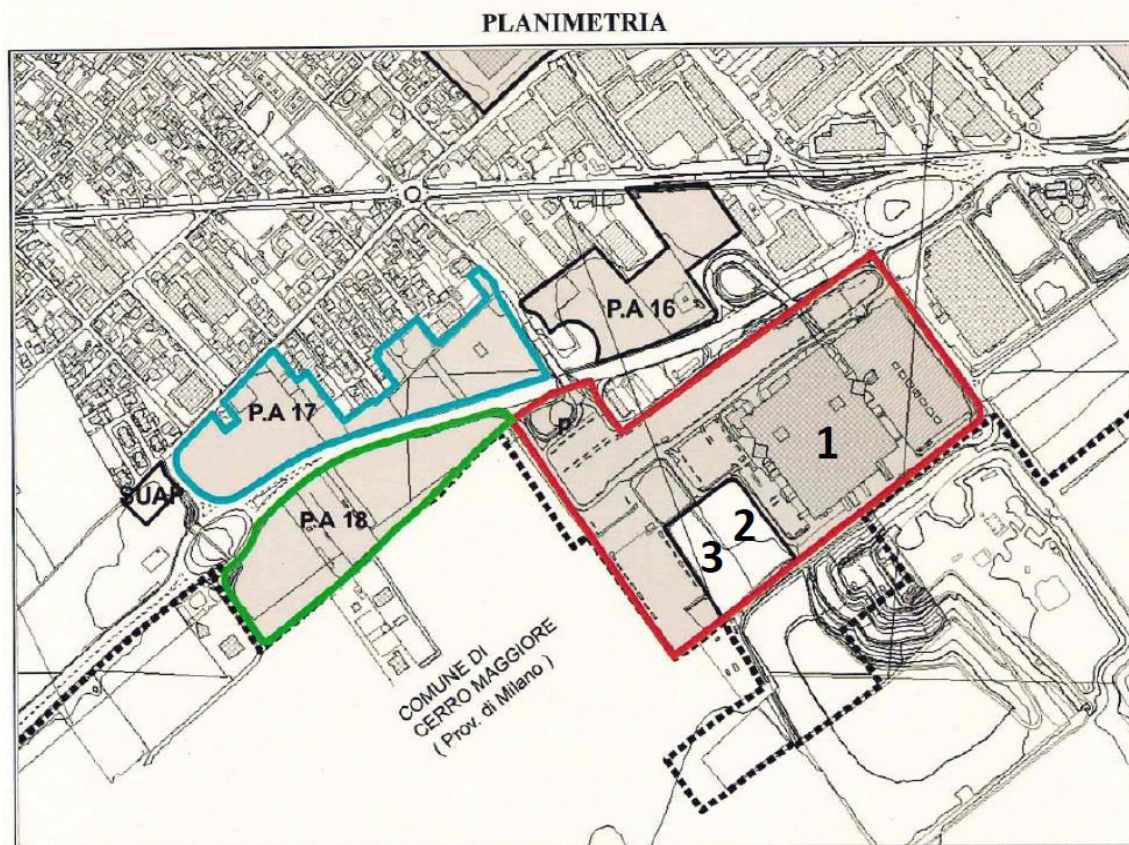 PLANIMETRIA
P.A 16
P.A 17
P
1
SUAP
P.A 18
2
3
COMUNE DI
CERRO MAGGIORE
( Prov. di Milano )